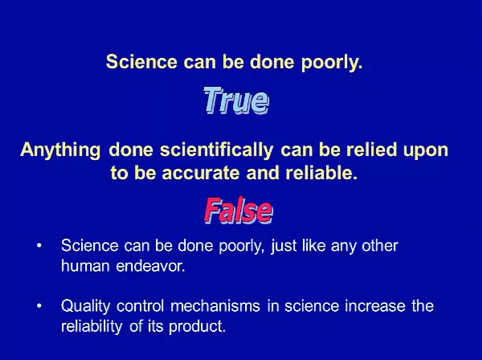 Science can be done poorly.
True
Anything done scientifically can be relied upon
to be accurate and reliable.
False
• Science can be done poorly, just like any other
human endeavor.
• Quality control mechanisms in science increase the
reliability of its product.